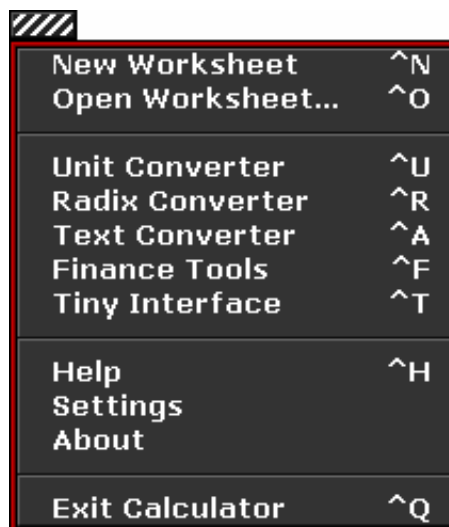 New Worksheet ^N
Open Worksheet... ^O
Unit Converter ^U
Radix Converter ^R
Text Converter ^A
Finance Tools ^F
Tiny Interface ^T
Help ^H
Settings
About
Exit Calculator ^Q